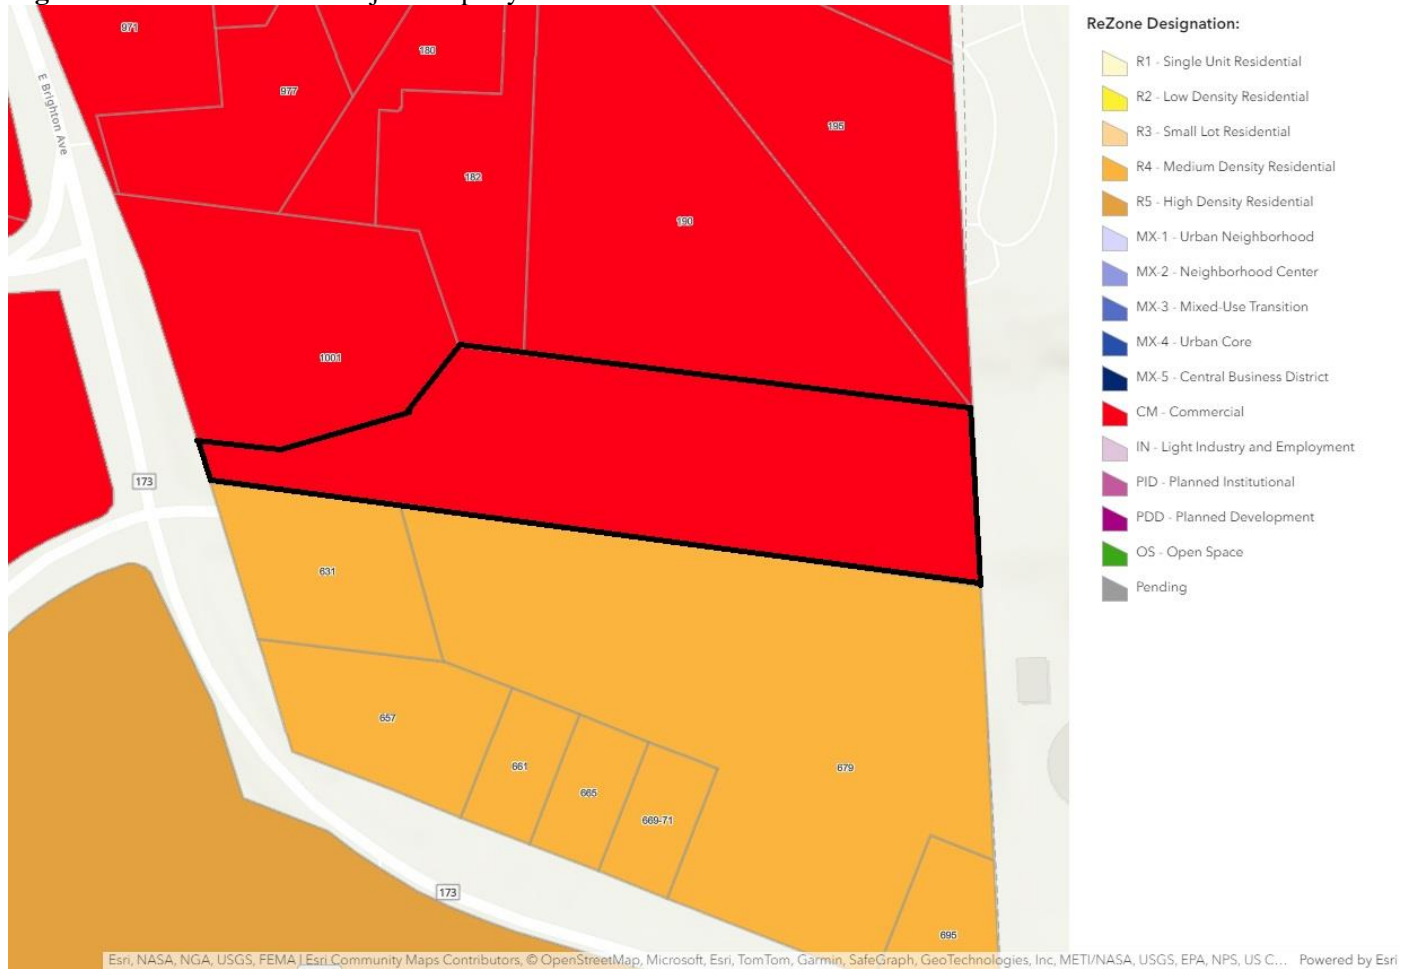 ReZone Designation:
R1 - Single Unit Residential
R2 - Low Density Residential
R3 - Small Lot Residential
R4 - Medium Density Residential
R5 - High Density Residential
MX-1 - Urban Neighborhood
MX-2 - Neighborhood Center
MX-3 - Mixed-Use Transition
MX-4 - Urban Core
MX-5 - Central Business District
CM - Commercial
IN - Light Industry and Employment
PID - Planned Institutional
PDD - Planned Development
OS - Open Space
Pending
971
180
977
E Brighton Ave
195
182
190
1001
173
631
657
661
665
669-71
679
173
695
Esri, NASA, NGA, USGS, FEMA | Esri Community Maps Contributors, © OpenStreetMap, Microsoft, Esri, TomTom, Garmin, SafeGraph, GeoTechnologies, Inc, METI/NASA, USGS, EPA, NPS, US C... Powered by Esri